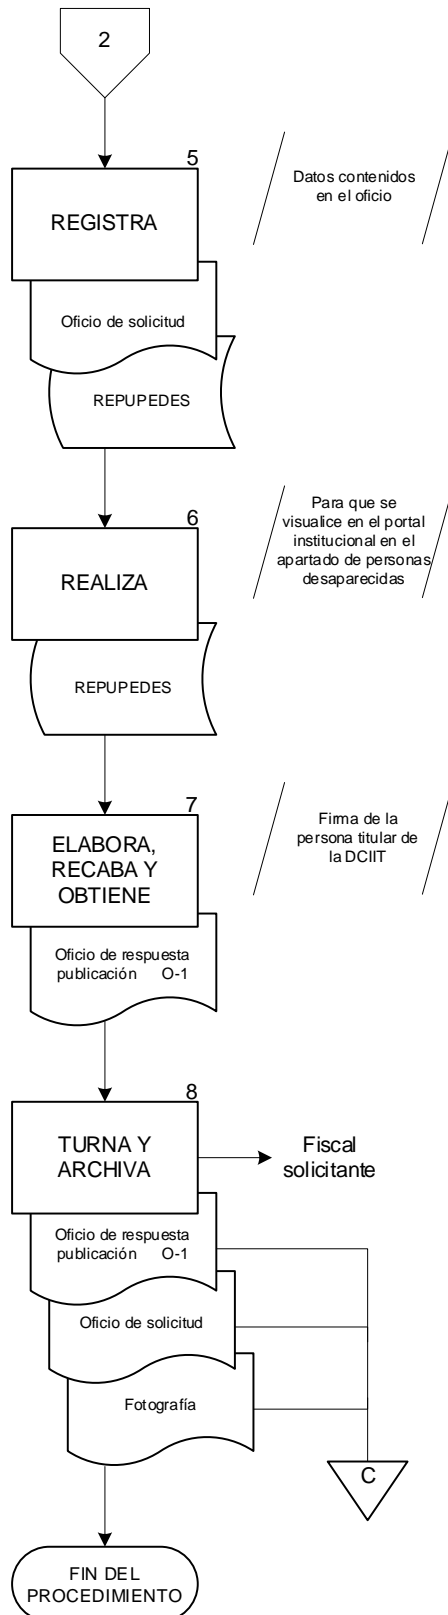 2
5
REGISTRA
Datos contenidos
en el oficio
Oficio de solicitud
REPUPEDES
6
REALIZA
Para que se
visualice en el portal
institucional en el
apartado de personas
desaparecidas
REPUPEDES
7
ELABORA,
RECABA Y
OBTIENE
Firma de la
persona titular de
la DCIIT
Oficio de respuesta
publicación O-1
8
TURNA Y
ARCHIVA
Fiscal
solicitante
Oficio de respuesta
publicación O-1
Oficio de solicitud
Fotografía
C
FIN DEL
PROCEDIMIENTO